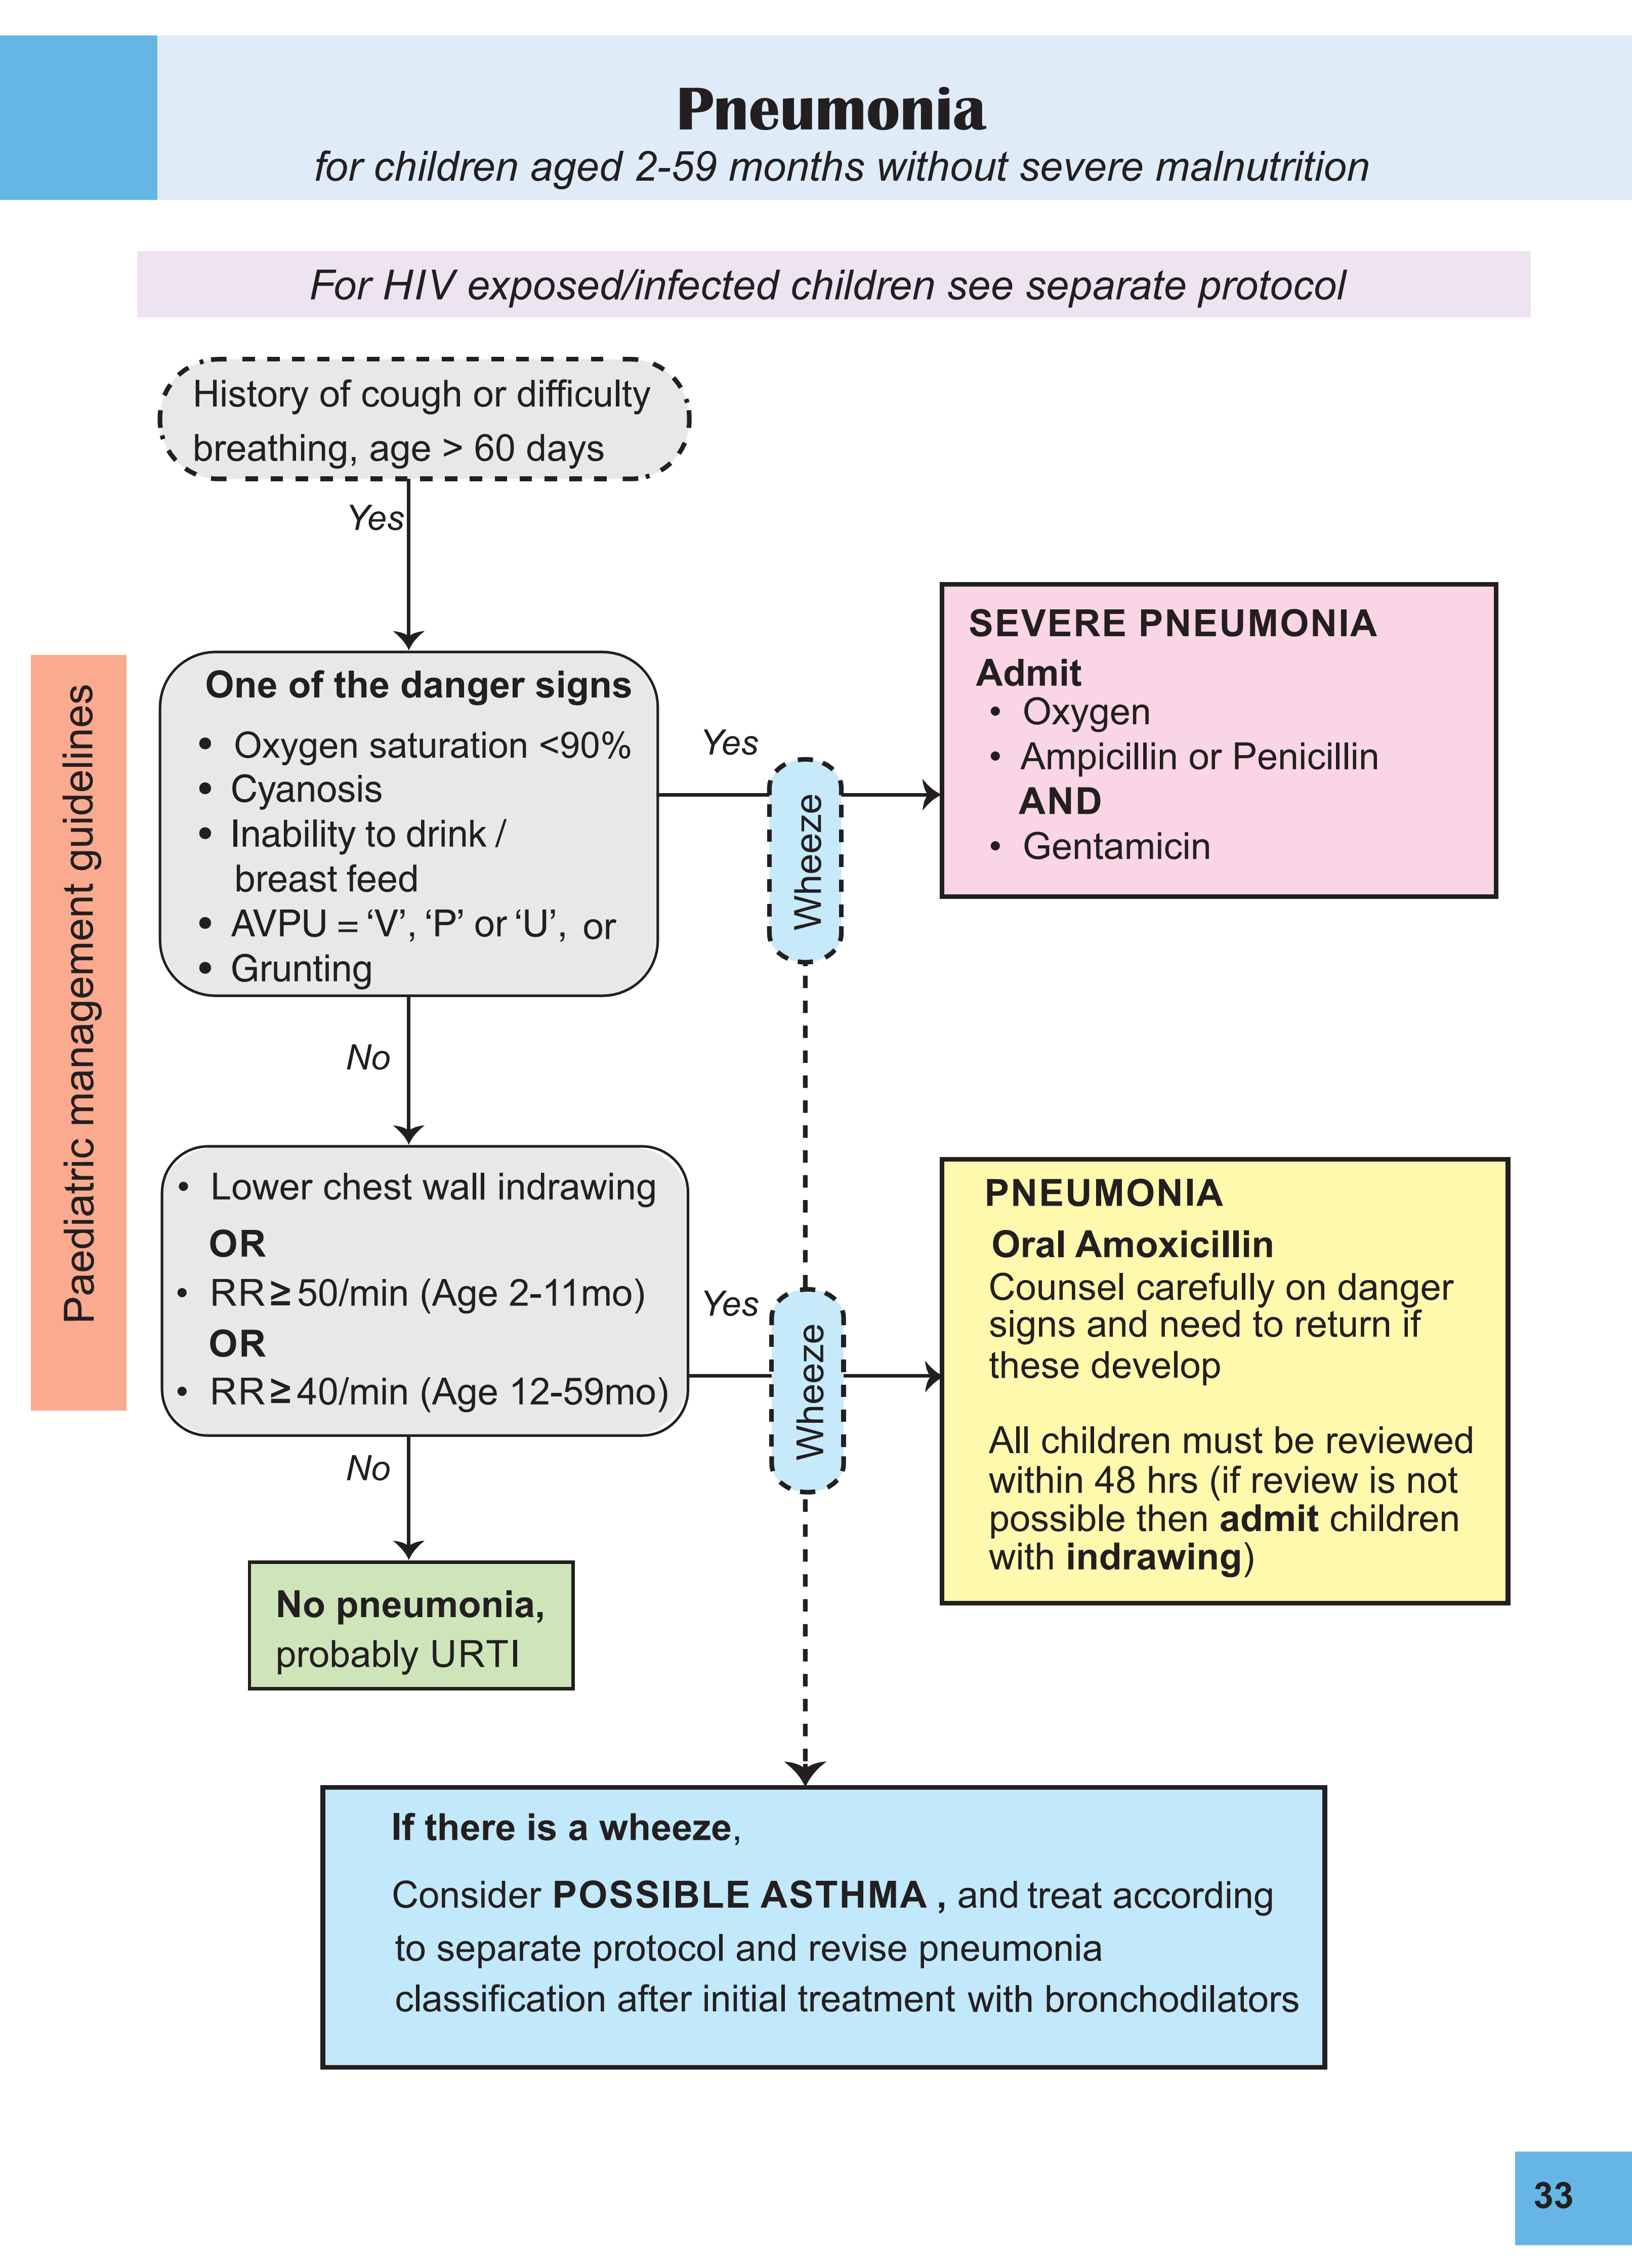 Pneumonia
for children aged 2-59 months without severe malnutrition
For HIV exposed/infected children see separate protocol
History of cough or difficulty
breathing, age > 60 days
Yes
One of the danger signs
• Oxygen saturation <90%
• Cyanosis
• Inability to drink /
breast feed
• AVPU = ‘V’, ‘P’ or ‘U’, or
• Grunting
Yes
Wheeze
SEVERE PNEUMONIA
Admit
• Oxygen
• Ampicillin or Penicillin
AND
• Gentamicin
Paediatric management guidelines
No
• Lower chest wall indrawing
OR
• RR ≥ 50/min (Age 2-11mo)
OR
• RR ≥ 40/min (Age 12-59mo)
Yes
Wheeze
PNEUMONIA
Oral Amoxicillin
Counsel carefully on danger
signs and need to return if
these develop
All children must be reviewed
within 48 hrs (if review is not
possible then admit children
with indrawing)
No
No pneumonia,
probably URTI
If there is a wheeze,
Consider POSSIBLE ASTHMA , and treat according
to separate protocol and revise pneumonia
classification after initial treatment with bronchodilators
33